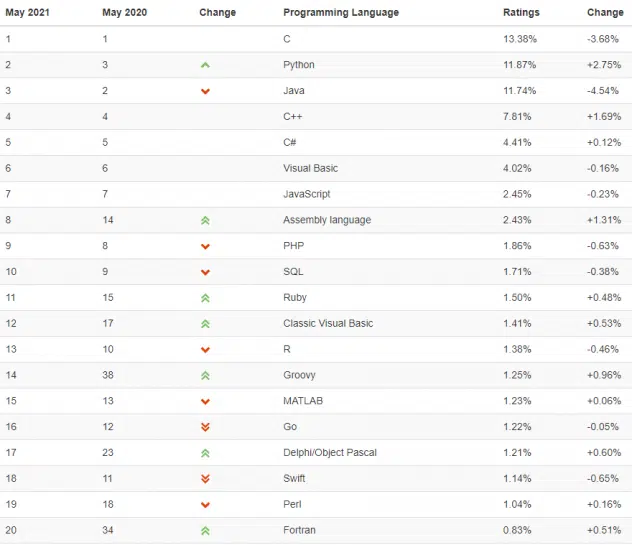 May 2021 May 2020 Change Programming Language Ratings Change
1 1 C 13.38% -3.68%
2 3 Python 11.87% +2.75%
3 2 Java 11.74% -4.54%
4 4 C++ 7.81% +1.69%
5 5 C# 4.41% +0.12%
6 6 Visual Basic 4.02% -0.16%
7 7 JavaScript 2.45% -0.23%
8 14 Assembly language 2.43% +1.31%
9 8 PHP 1.86% -0.63%
10 9 SQL 1.71% -0.38%
11 15 Ruby 1.50% +0.48%
12 17 Classic Visual Basic 1.41% +0.53%
13 10 R 1.38% -0.46%
14 38 Groovy 1.25% +0.96%
15 13 MATLAB 1.23% +0.06%
16 12 Go 1.22% -0.05%
17 23 Delphi/Object Pascal 1.21% +0.60%
18 11 Swift 1.14% -0.65%
19 18 Perl 1.04% +0.16%
20 34 Fortran 0.83% +0.51%